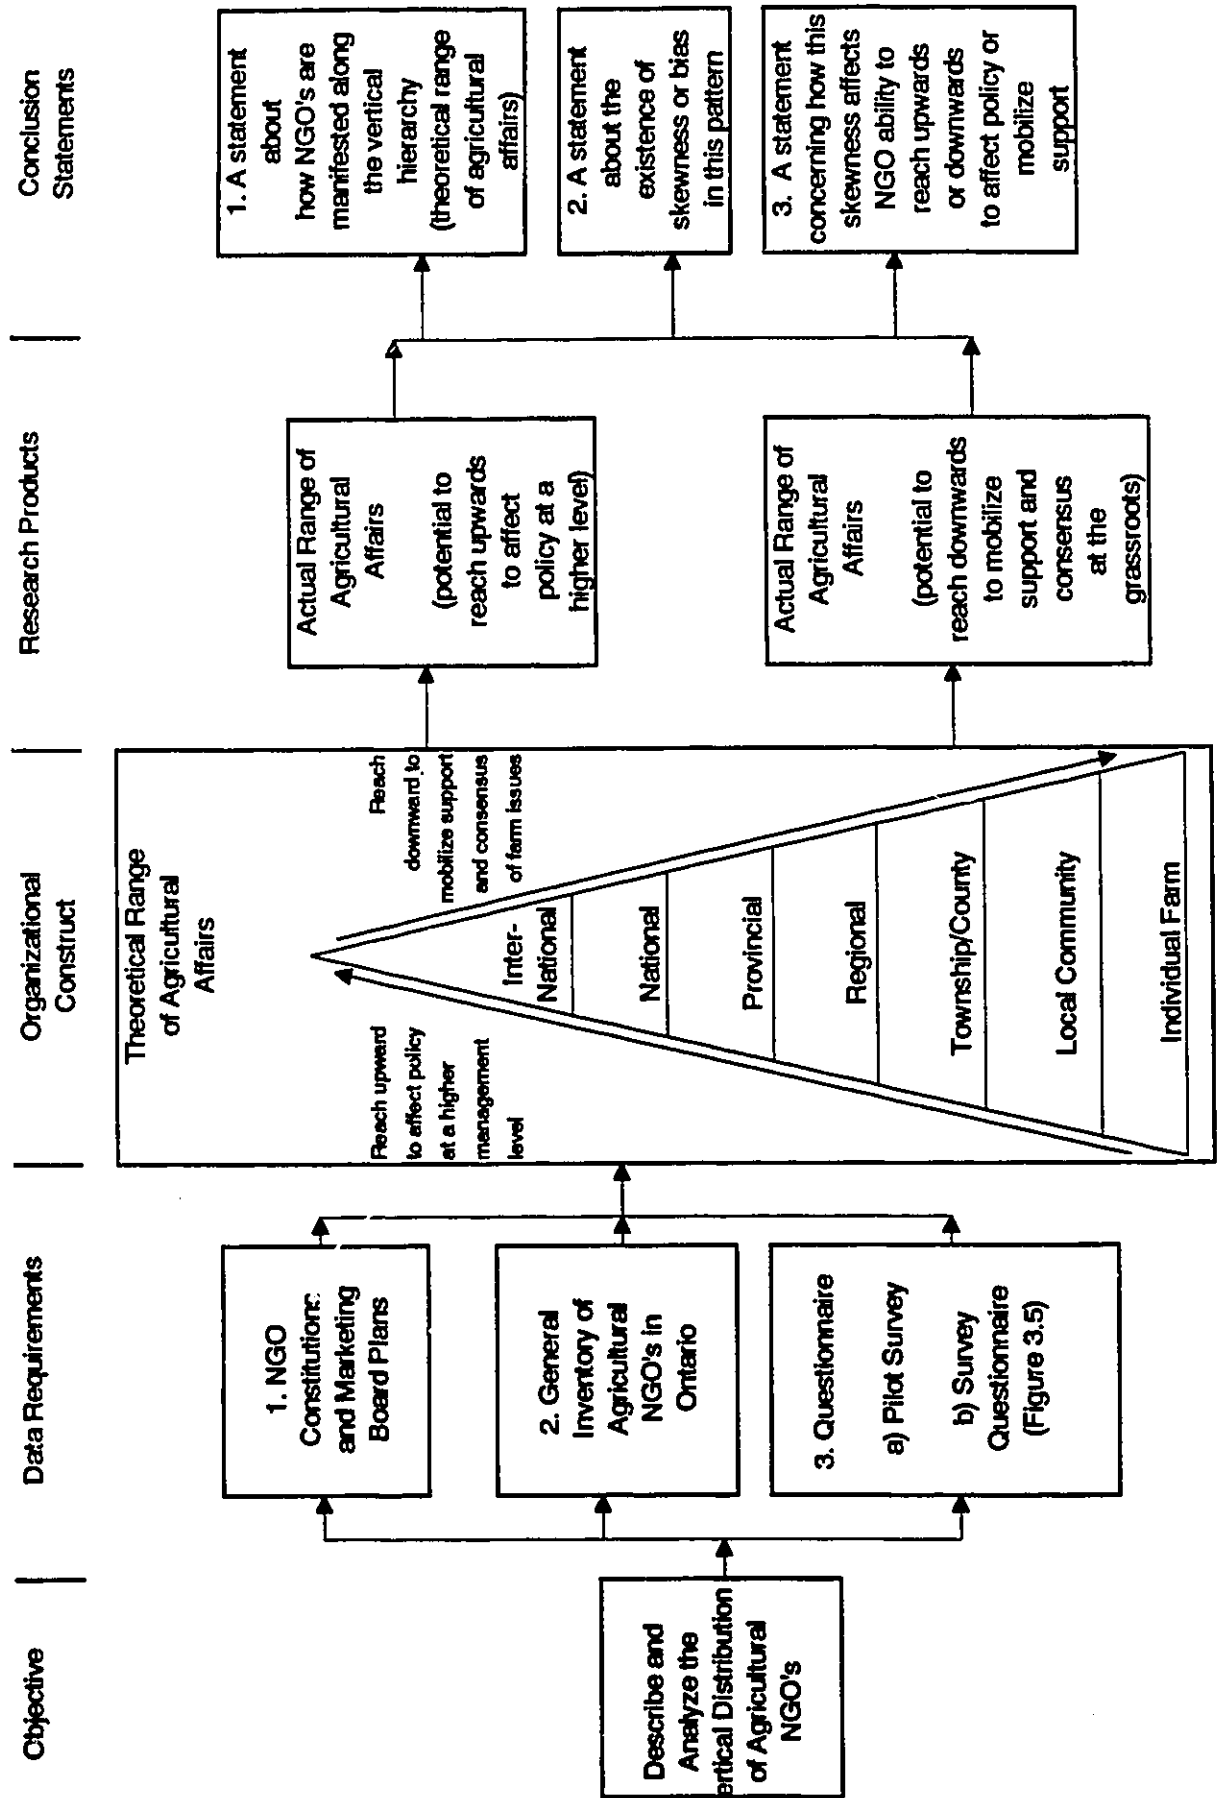 Objective
Data Requirements
Organizational
Construct
Research Products
Conclusion
Statements
Describe and
Analyze the
ertical Distribution
of Agricultural
NGO's
1. NGO
Constitutions
and Marketing
Board Plans
2. General
Inventory of
Agricultural
NGO's in
Ontario
3. Questionnaire
a) Pilot Survey
b) Survey
Questionnaire
(Figure 3.5)
Theoretical Range
of Agricultural
Affairs
Reach upward
to affect policy
at a higher
management
level
Reach
downward to
mobilize support
and consensus
of farm issues
Inter-
National
National
Provincial
Regional
Township/County
Local Community
Individual Farm
Actual Range of
Agricultural
Affairs
(potential to
reach upwards
to affect
policy at a
higher level)
Actual Range of
Agricultural
Affairs
(potential to
reach downwards
to mobilize
support and
consensus
at the
grassroots)
1. A statement
about
how NGO's are
manifested along
the vertical
hierarchy
(theoretical range
of agricultural
affairs)
2. A statement
about the
existence of
skewness or bias
in this pattern
3. A statement
concerning how this
skewness affects
NGO ability to
reach upwards
or downwards
to affect policy or
mobilize
support